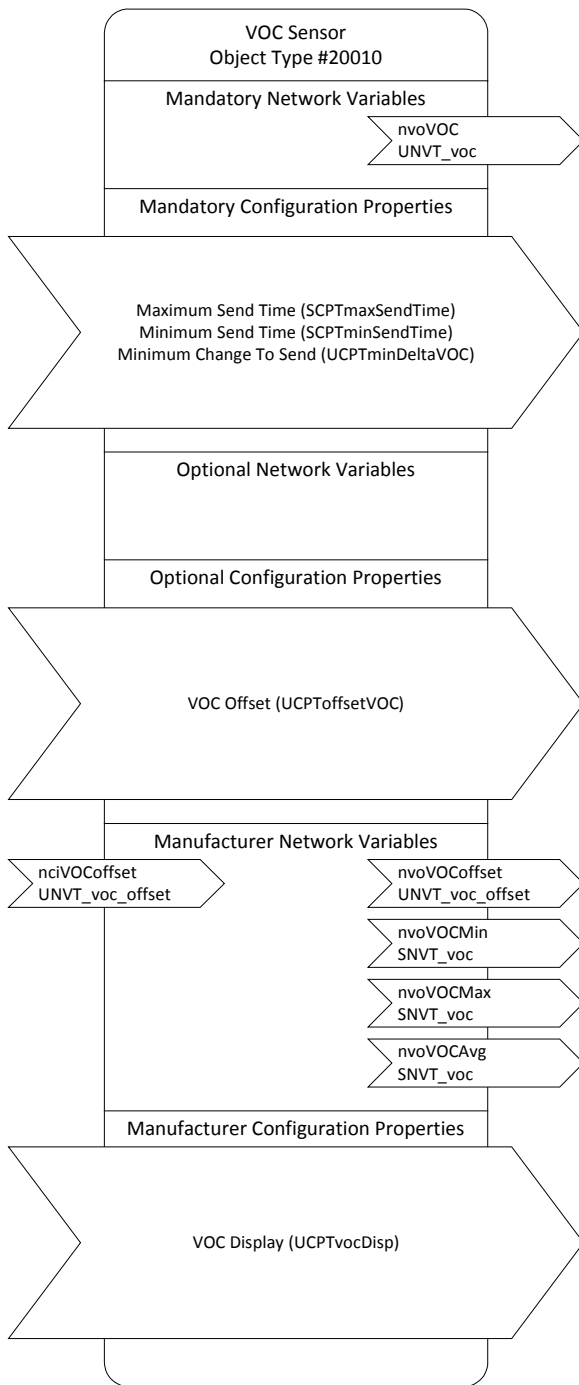 VOC Sensor
Object Type #20010
Mandatory Network Variables
nvoVOC
UNVT_voc
Mandatory Configuration Properties
Maximum Send Time (SCPTmaxSendTime)
Minimum Send Time (SCPTminSendTime)
Minimum Change To Send (UCPTminDeltaVOC)
Optional Network Variables
Optional Configuration Properties
VOC Offset (UCPToffsetVOC)
Manufacturer Network Variables
nciVOCoffset
UNVT_voc_offset
nvoVOCoffset
UNVT_voc_offset
nvoVOCMin
SNVT_voc
nvoVOCMax
SNVT_voc
nvoVOCAvg
SNVT_voc
Manufacturer Configuration Properties
VOC Display (UCPTvocDisp)